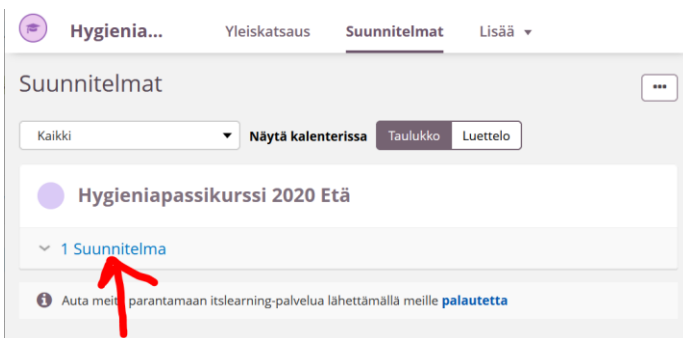 Hygienia... Yleiskatsaus Suunnitelmat Lisää
Suunnitelmat
Kaikki Näytä kalenterissa Taulukko Luettelo
Hygieniapassikurssi 2020 Etä
1 Suunnitelma
Auta meitä parantamaan itslearning-palvelua lähettämällä meille palautetta